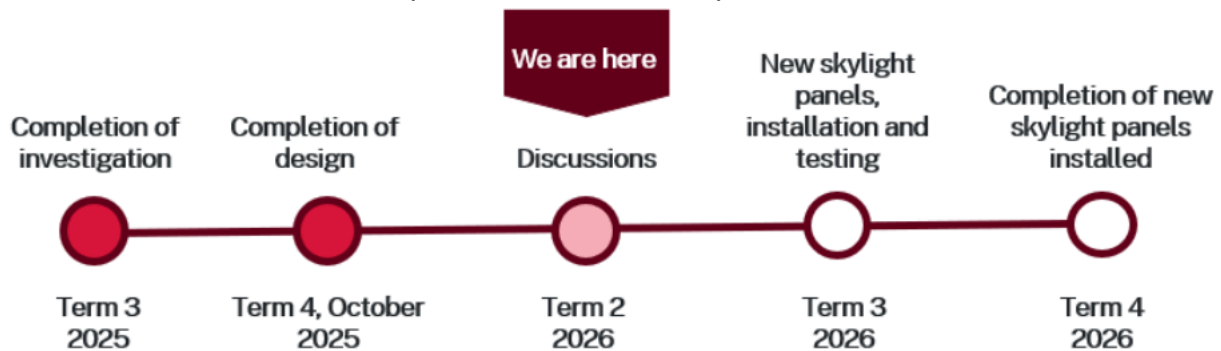 We are here
Completion of
investigation
Completion of
design
Discussions
New skylight
panels,
installation and
testing
Completion of new
skylight panels
installed
Term 3
2025
Term 4, October
2025
Term 2
2026
Term 3
2026
Term 4
2026